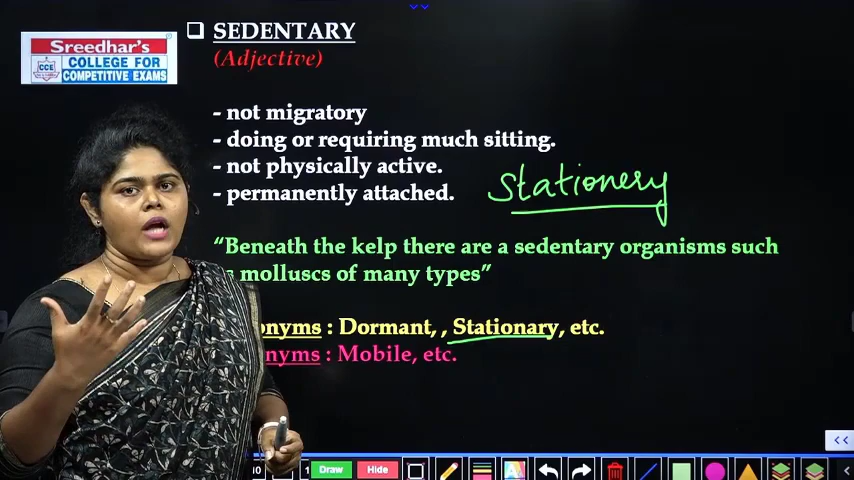 SEDENTARY
(Adjective)
Sreedhar's
CCE
COLLEGE FOR
COMPETITIVE EXAMS
- not migratory
- doing or requiring much sitting.
- not physically active.
- permanently attached.
Stationery
“Beneath the kelp there are a sedentary organisms such
s molluscs of many types”
onyms : Dormant, , Stationary, etc.
nyms : Mobile, etc.
Draw
Hide